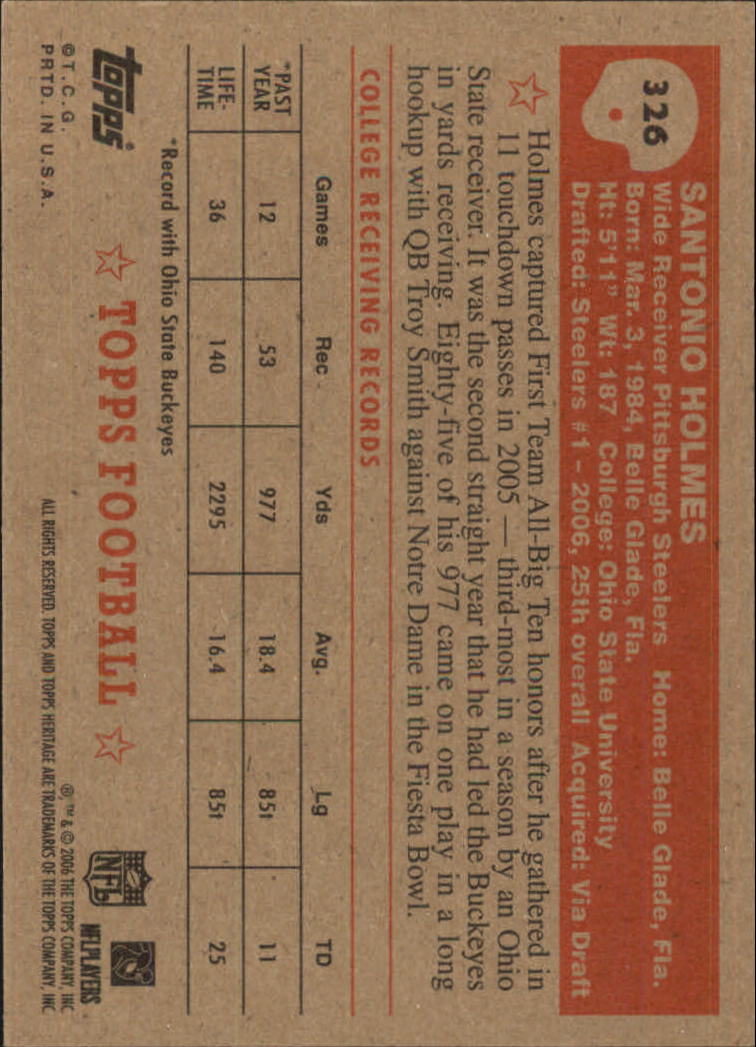 326
SANTONIO HOLMES
Wide Receiver Pittsburgh Steelers Home: Belle Glade, Fla.
Born: Mar. 3, 1984, Belle Glade, Fla.
Ht: 5'11" Wt: 187 College: Ohio State University
Drafted: Steelers #1 – 2006, 25th overall Acquired: Via Draft
Holmes captured First Team All-Big Ten honors after he gathered in
11 touchdown passes in 2005 — third-most in a season by an Ohio
State receiver. It was the second straight year that he had led the Buckeyes
in yards receiving. Eighty-five of his 977 came on one play in a long
hookup with QB Troy Smith against Notre Dame in the Fiesta Bowl.
COLLEGE RECEIVING RECORDS
Games Rec. Yds Avg. Lg TD
*PAST YEAR 12 53 977 18.4 85t 11
LIFE-TIME 36 140 2295 16.4 85t 25
*Record with Ohio State Buckeyes
Topps®
TOPPS FOOTBALL
NFL
NFLPLAYERS
© T.C.G.
PRTD. IN U.S.A.
®, ™ & © 2006 THE TOPPS COMPANY, INC
ALL RIGHTS RESERVED. TOPPS AND TOPPS HERITAGE ARE TRADEMARKS OF THE TOPPS COMPANY, INC